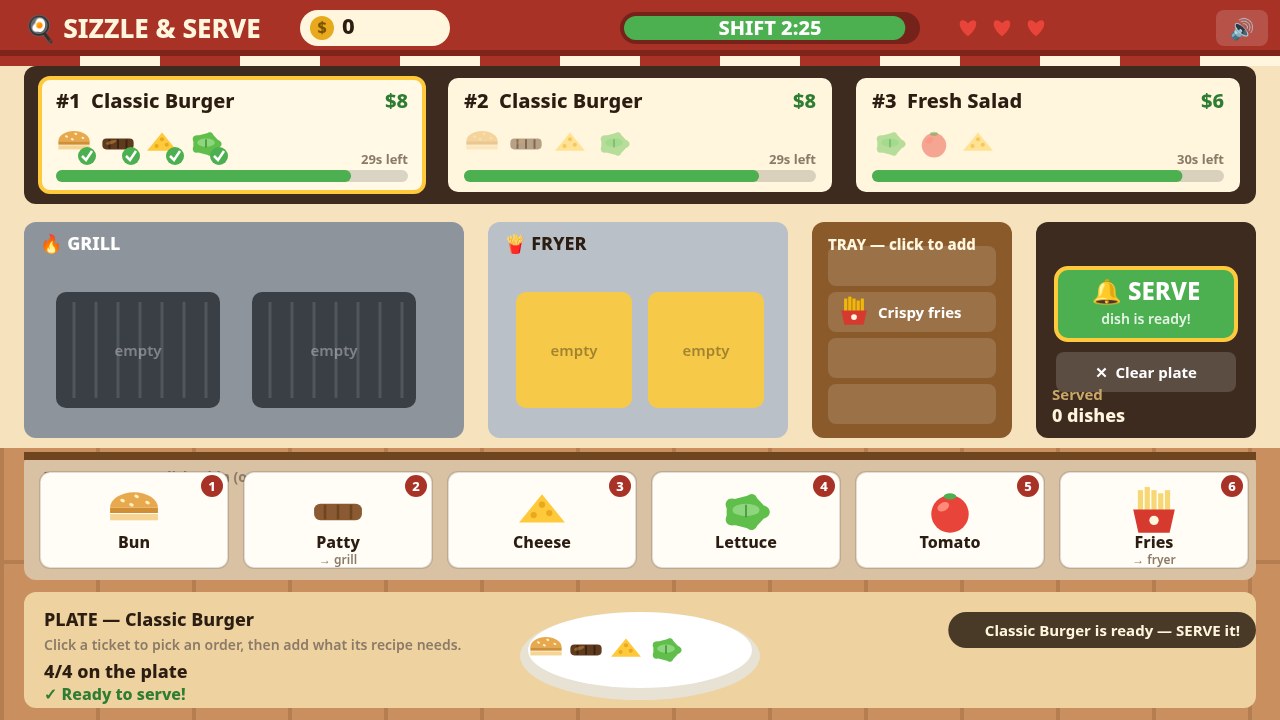 SIZZLE & SERVE
$ 0
SHIFT 2:25
#1 Classic Burger $8
29s left
#2 Classic Burger $8
29s left
#3 Fresh Salad $6
30s left
GRILL
empty
empty
FRYER
empty
empty
TRAY — click to add
Crispy fries
SERVE
dish is ready!
✕ Clear plate
Served
0 dishes
1
Bun
2
Patty
→ grill
3
Cheese
4
Lettuce
5
Tomato
6
Fries
→ fryer
PLATE — Classic Burger
Click a ticket to pick an order, then add what its recipe needs.
4/4 on the plate
✓ Ready to serve!
Classic Burger is ready — SERVE it!